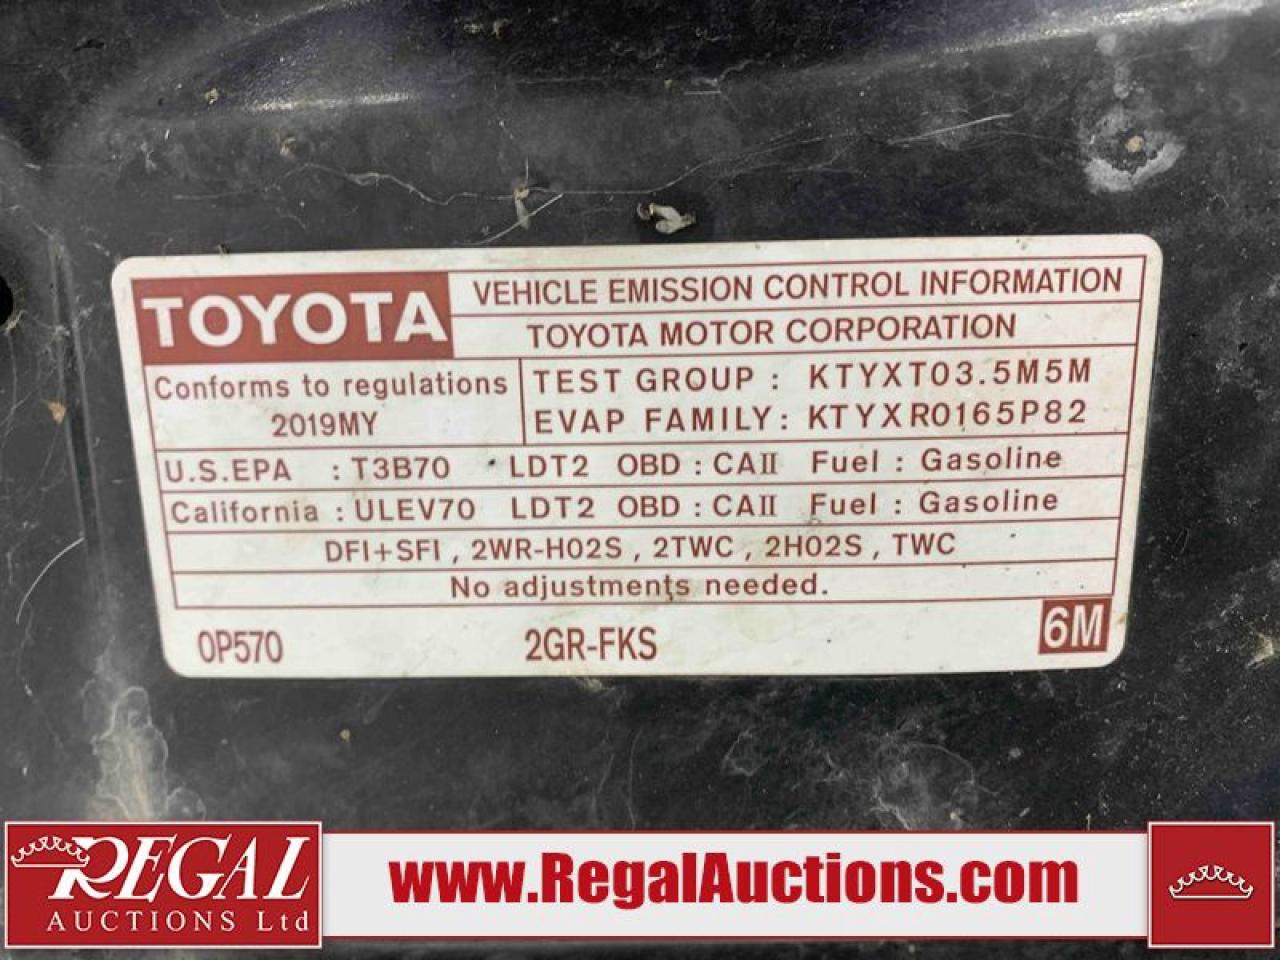 TOYOTA
VEHICLE EMISSION CONTROL INFORMATION
TOYOTA MOTOR CORPORATION
Conforms to regulations
2019MY
TEST GROUP : KTYXT03.5M5M
EVAP FAMILY : KTYXR0165P82
U.S.EPA : T3B70 LDT2 OBD : CAII Fuel : Gasoline
California : ULEV70 LDT2 OBD : CAII Fuel : Gasoline
DFI+SFI , 2WR-HO2S , 2TWC , 2HO2S , TWC
No adjustments needed.
0P570 2GR-FKS 6M
REGAL
AUCTIONS Ltd
www.RegalAuctions.com